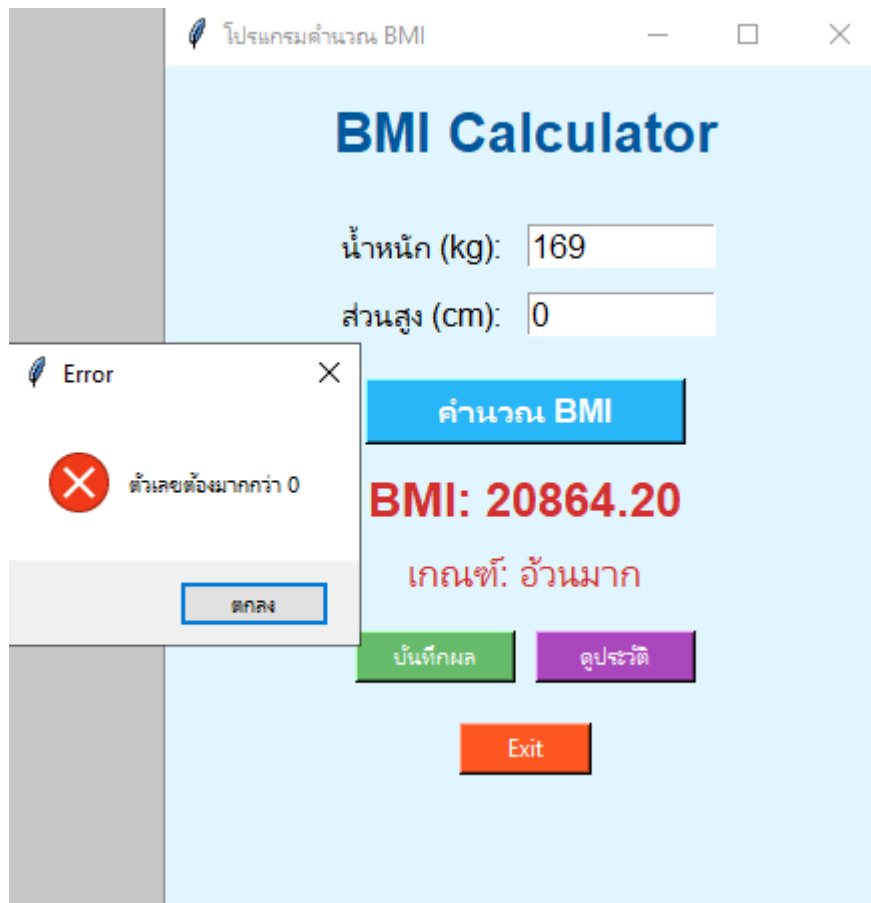 โปรแกรมคำนวณ BMI
BMI Calculator
น้ำหนัก (kg): 169
ส่วนสูง (cm): 0
Error
คำนวณ BMI
ตัวเลขต้องมากกว่า 0
BMI: 20864.20
เกณฑ์: อ้วนมาก
ตกลง
บันทึกผล ดูประวัติ
Exit